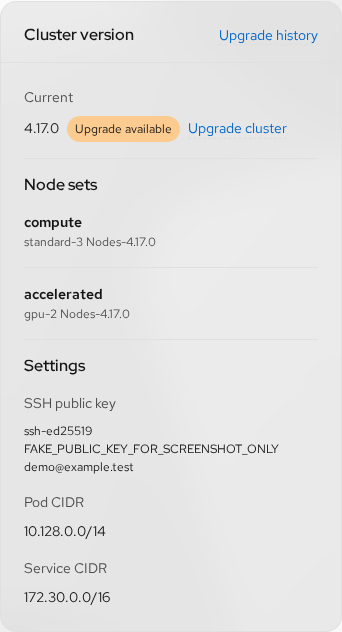 Cluster version
Upgrade history
Current
4.17.0 Upgrade available Upgrade cluster
Node sets
compute
standard-3 Nodes-4.17.0
accelerated
gpu-2 Nodes-4.17.0
Settings
SSH public key
ssh-ed25519
FAKE_PUBLIC_KEY_FOR_SCREENSHOT_ONLY
demo@example.test
Pod CIDR
10.128.0.0/14
Service CIDR
172.30.0.0/16